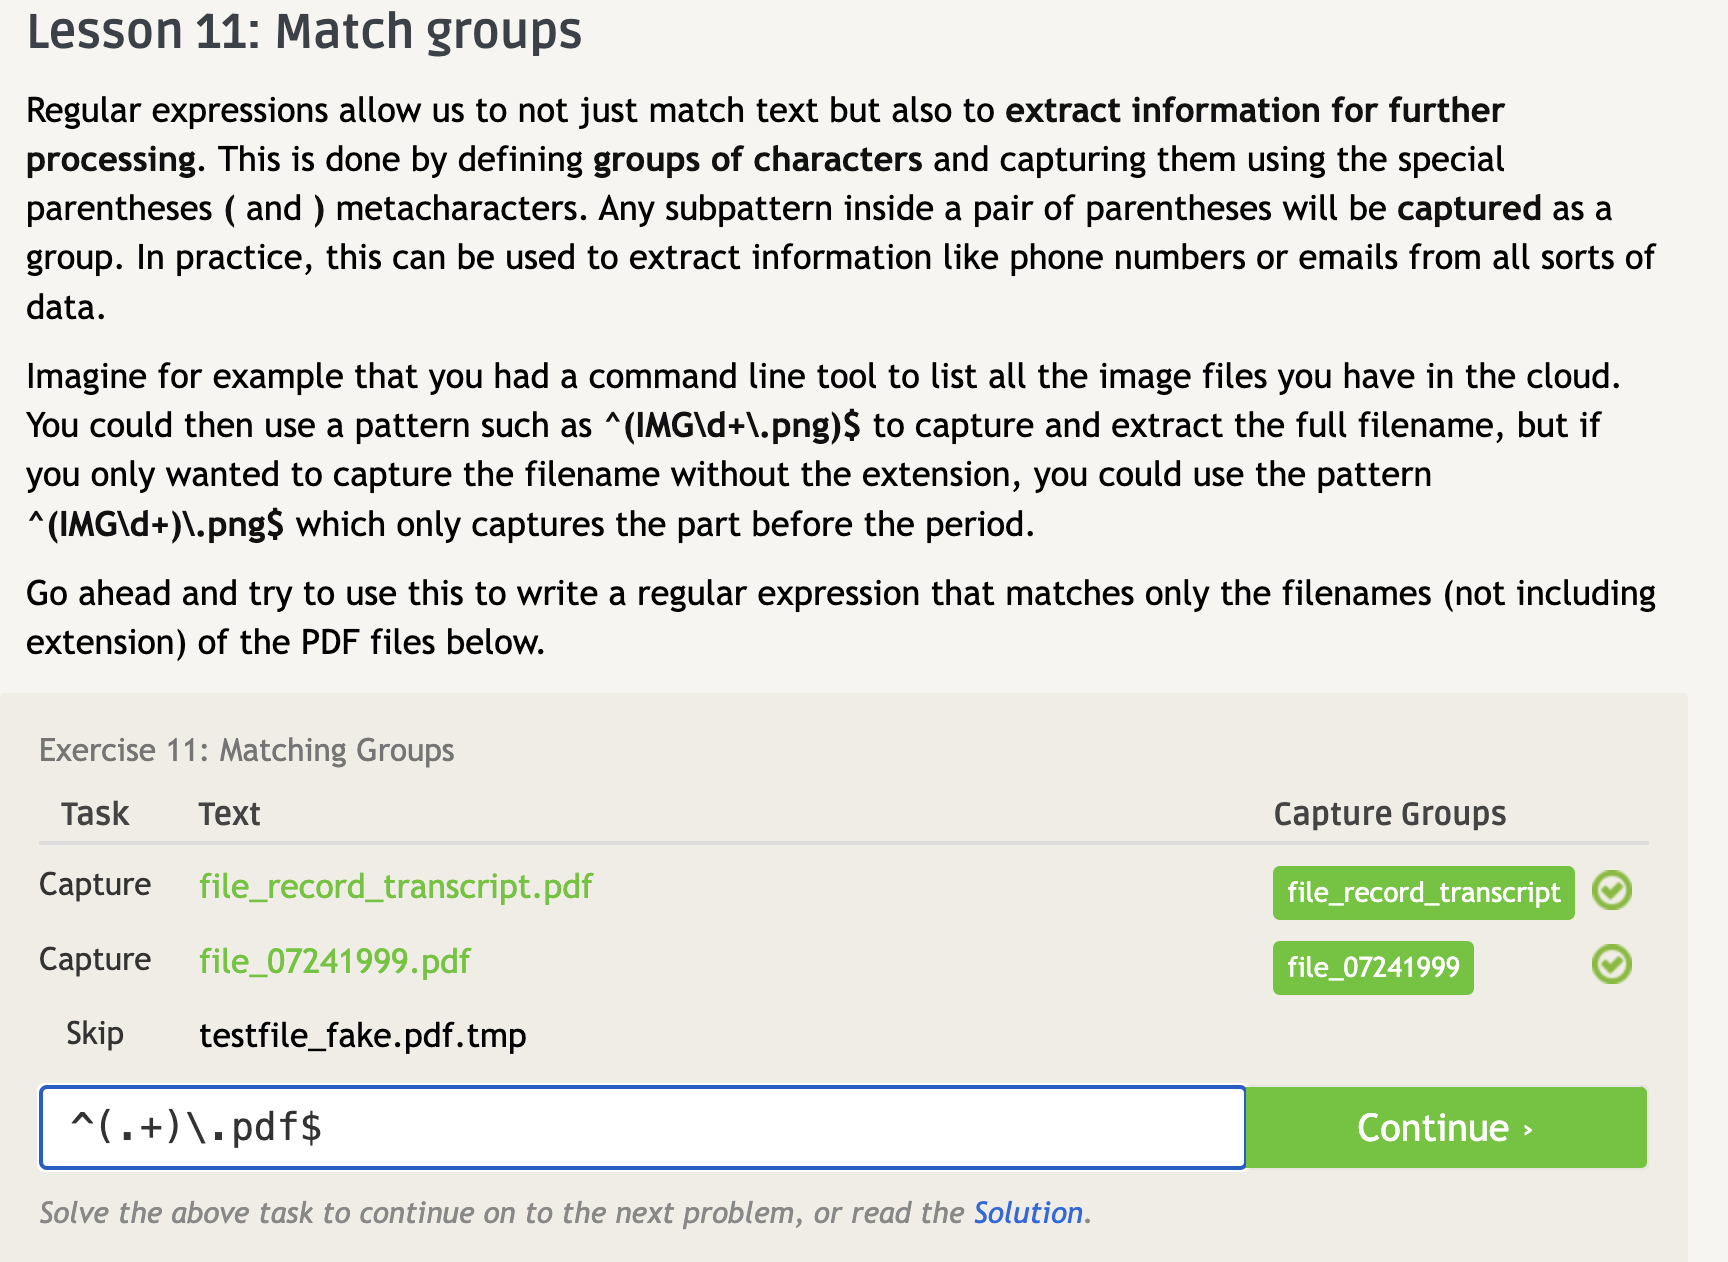 Lesson 11: Match groups
Regular expressions allow us to not just match text but also to extract information for further
processing. This is done by defining groups of characters and capturing them using the special
parentheses ( and ) metacharacters. Any subpattern inside a pair of parentheses will be captured as a
group. In practice, this can be used to extract information like phone numbers or emails from all sorts of
data.
Imagine for example that you had a command line tool to list all the image files you have in the cloud.
You could then use a pattern such as ^(IMG\d+\.png)$ to capture and extract the full filename, but if
you only wanted to capture the filename without the extension, you could use the pattern
^(IMG\d+)\.png$ which only captures the part before the period.
Go ahead and try to use this to write a regular expression that matches only the filenames (not including
extension) of the PDF files below.
Exercise 11: Matching Groups
Task Text Capture Groups
Capture file_record_transcript.pdf file_record_transcript
Capture file_07241999.pdf file_07241999
Skip testfile_fake.pdf.tmp
^(.+)\.pdf$ Continue ›
Solve the above task to continue on to the next problem, or read the Solution.